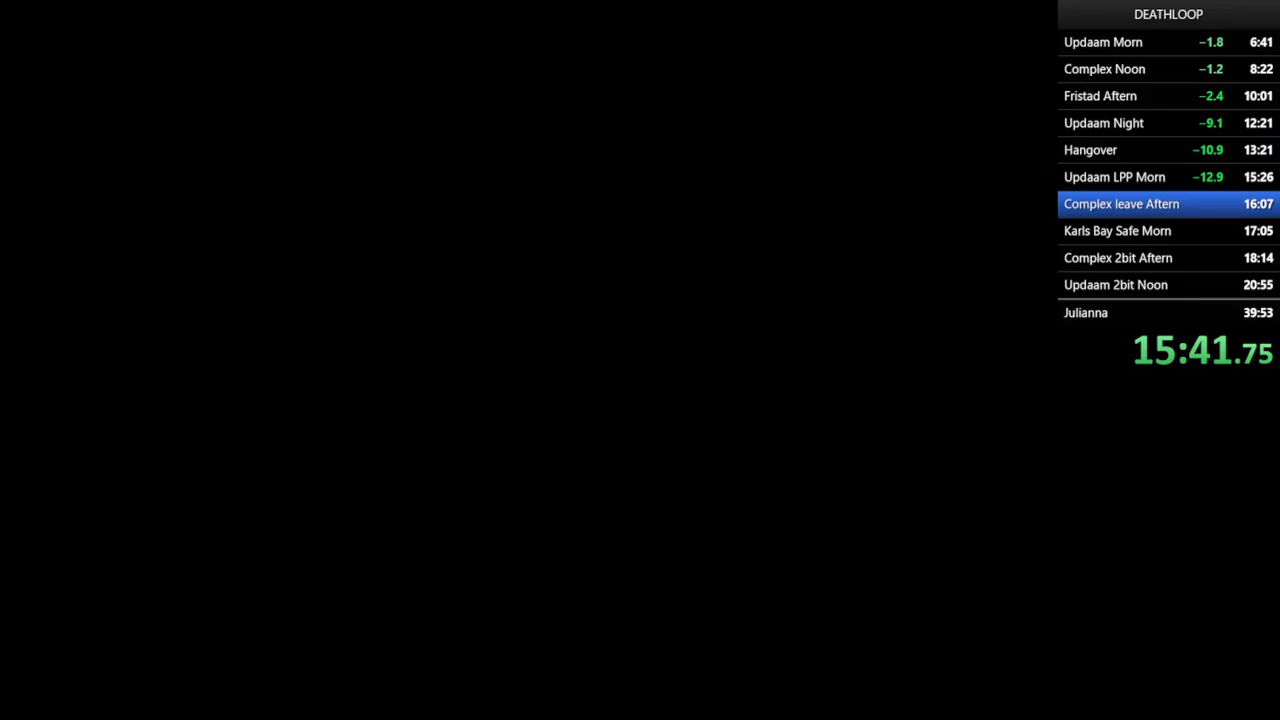 DEATHLOOP
Updaam Morn −1.8 6:41
Complex Noon −1.2 8:22
Fristad Aftern −2.4 10:01
Updaam Night −9.1 12:21
Hangover −10.9 13:21
Updaam LPP Morn −12.9 15:26
Complex leave Aftern 16:07
Karls Bay Safe Morn 17:05
Complex 2bit Aftern 18:14
Updaam 2bit Noon 20:55
Julianna 39:53
15:41.75